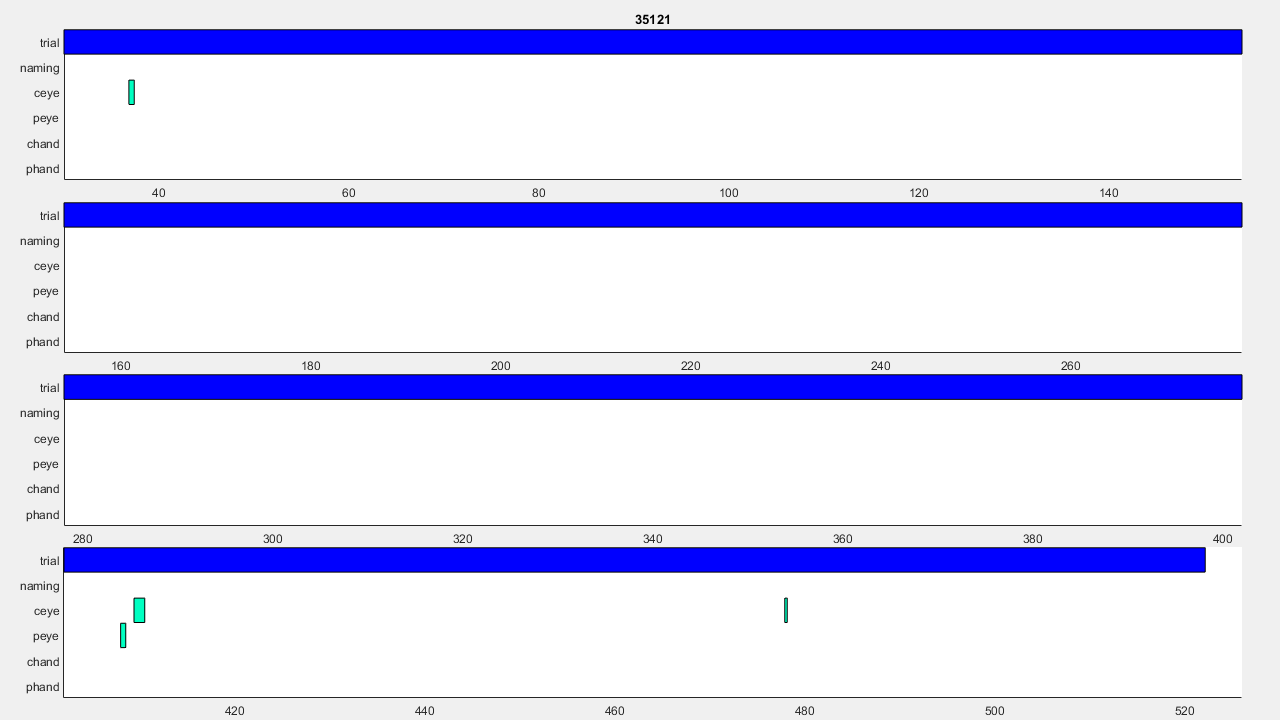 35121
trial
naming
ceye
peye
chand
phand
40 60 80 100 120 140
trial
naming
ceye
peye
chand
phand
160 180 200 220 240 260
trial
naming
ceye
peye
chand
phand
280 300 320 340 360 380 400
trial
naming
ceye
peye
chand
phand
420 440 460 480 500 520